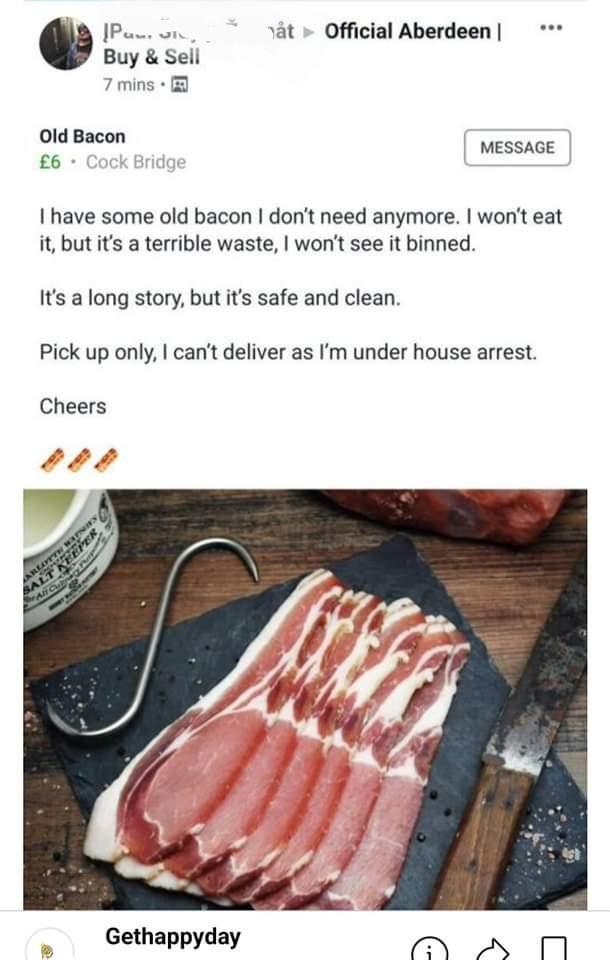 Official Aberdeen |
Buy & Sell
7 mins •
Old Bacon
£6 • Cock Bridge
MESSAGE
I have some old bacon I don't need anymore. I won't eat
it, but it's a terrible waste, I won't see it binned.
It's a long story, but it's safe and clean.
Pick up only, I can't deliver as I'm under house arrest.
Cheers
SALT KEEPER
Gethappyday